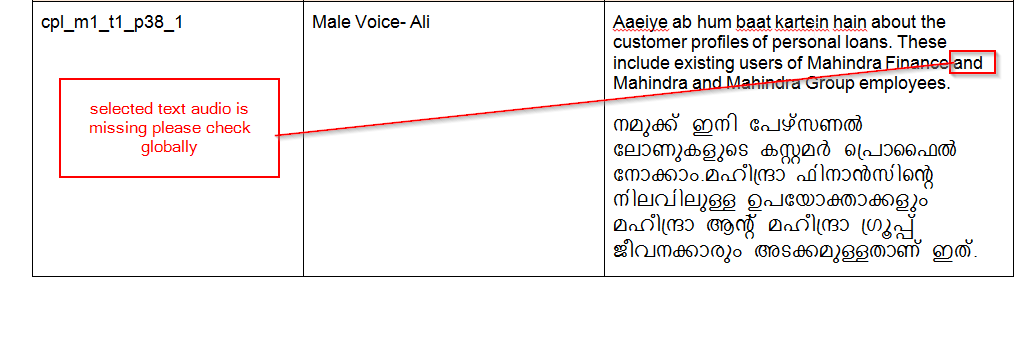 cpl_m1_t1_p38_1
Male Voice- Ali
Aaeiye ab hum baat kartein hain about the
customer profiles of personal loans. These
include existing users of Mahindra Finance and
Mahindra and Mahindra Group employees.
നമുക്ക് ഇനി പേഴ്സണൽ
ലോണുകളുടെ കസ്റ്റമർ പ്രൊഫൈൽ
നോക്കാം.മഹീന്ദ്രാ ഫിനാൻസിന്റെ
നിലവിലുള്ള ഉപയോക്താക്കളും
മഹീന്ദ്രാ ആന്റ് മഹീന്ദ്രാ ഗ്രൂപ്പ്
ജീവനക്കാരും അടക്കമുള്ളതാണ് ഇത്.
selected text audio is
missing please check
globally